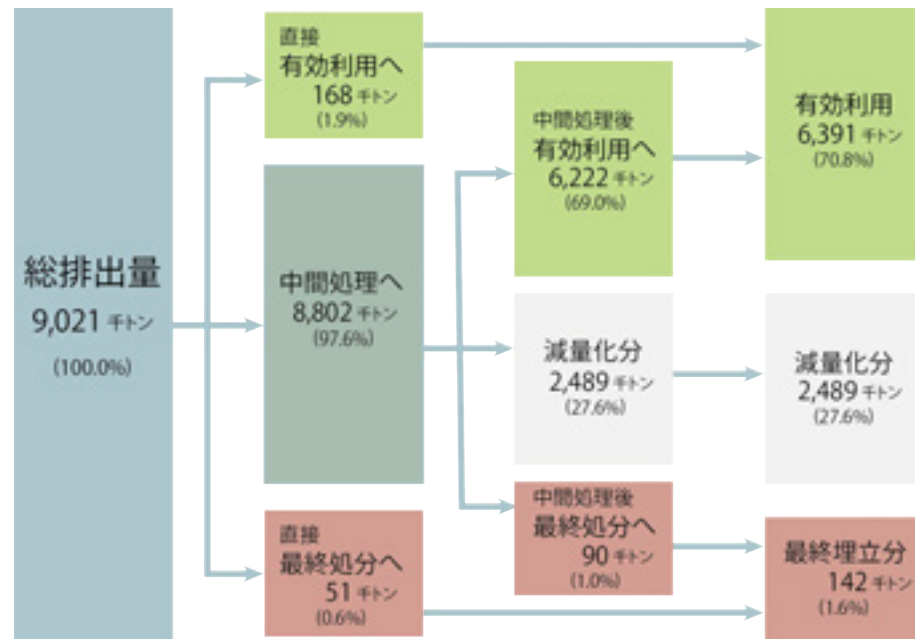 総排出量
9,021 千トン
(100.0%)
直接
有効利用へ
168 千トン
(1.9%)
中間処理へ
8,802 千トン
(97.6%)
直接
最終処分へ
51 千トン
(0.6%)
中間処理後
有効利用へ
6,222 千トン
(69.0%)
減量化分
2,489 千トン
(27.6%)
中間処理後
最終処分へ
90 千トン
(1.0%)
有効利用
6,391 千トン
(70.8%)
減量化分
2,489 千トン
(27.6%)
最終埋立分
142 千トン
(1.6%)